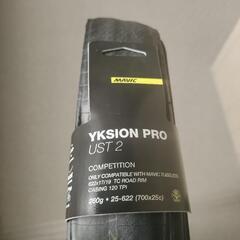 MAVIC
YKSION PRO
UST 2
COMPETITION
ONLY COMPATIBLE WITH MAVIC TUBELESS
622x17/19 TC ROAD RIM
CASING 120 TPI
260g • 25-622 (700x25c)